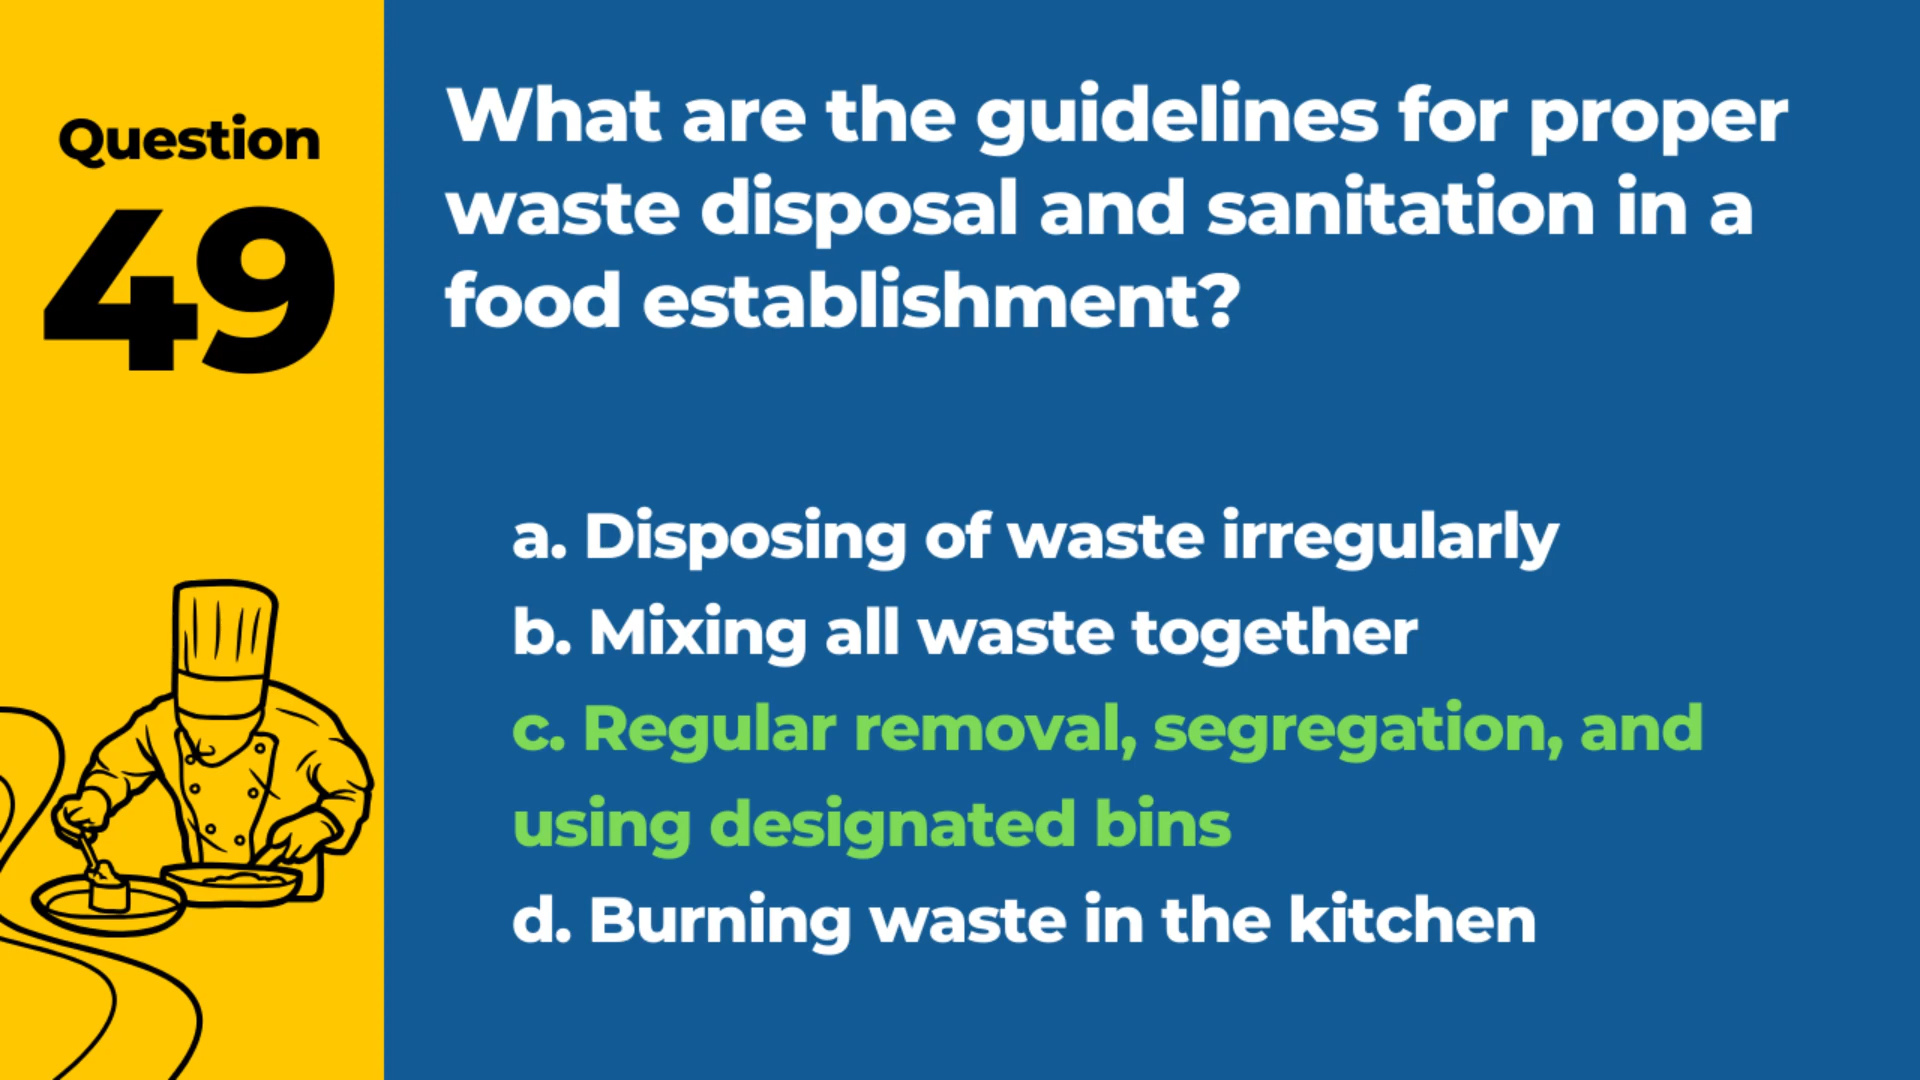 Question
49
What are the guidelines for proper
waste disposal and sanitation in a
food establishment?
a. Disposing of waste irregularly
b. Mixing all waste together
c. Regular removal, segregation, and
using designated bins
d. Burning waste in the kitchen